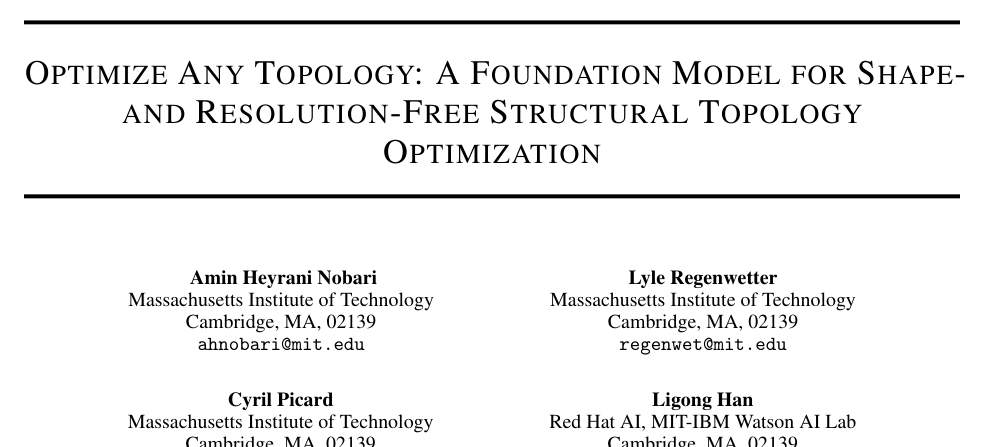 OPTIMIZE ANY TOPOLOGY: A FOUNDATION MODEL FOR SHAPE-
AND RESOLUTION-FREE STRUCTURAL TOPOLOGY
OPTIMIZATION
Amin Heyrani Nobari
Massachusetts Institute of Technology
Cambridge, MA, 02139
ahnobari@mit.edu
Lyle Regenwetter
Massachusetts Institute of Technology
Cambridge, MA, 02139
regenwet@mit.edu
Cyril Picard
Massachusetts Institute of Technology
Cambridge, MA, 02139
Ligong Han
Red Hat AI, MIT-IBM Watson AI Lab
Cambridge, MA, 02139